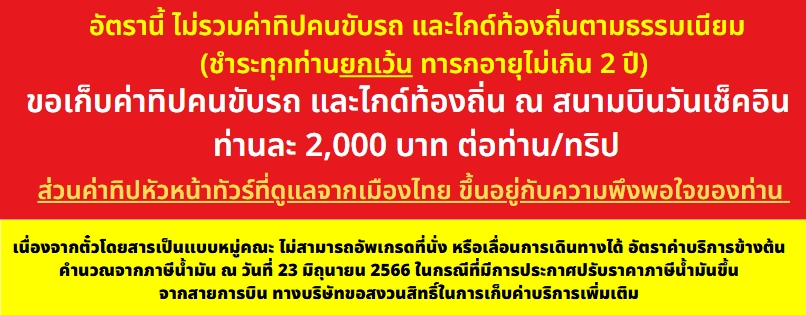 อัตรานี้ ไม่รวมค่าทิปคนขับรถ และไกด์ท้องถิ่นตามธรรมเนียม
(ชำระทุกท่านยกเว้น ทารกอายุไม่เกิน 2 ปี)
ขอเก็บค่าทิปคนขับรถ และไกด์ท้องถิ่น ณ สนามบินวันเช็คอิน
ท่านละ 2,000 บาท ต่อท่าน/ทริป
ส่วนค่าทิปหัวหน้าทัวร์ที่ดูแลจากเมืองไทย ขึ้นอยู่กับความพึงพอใจของท่าน
เนื่องจากตั๋วโดยสารเป็นแบบหมู่คณะ ไม่สามารถอัพเกรดที่นั่ง หรือเลื่อนการเดินทางได้ อัตราค่าบริการข้างต้น
คำนวณจากภาษีน้ำมัน ณ วันที่ 23 มิถุนายน 2566 ในกรณีที่มีการประกาศปรับราคาภาษีน้ำมันขึ้น
จากสายการบิน ทางบริษัทขอสงวนสิทธิ์ในการเก็บค่าบริการเพิ่มเติม